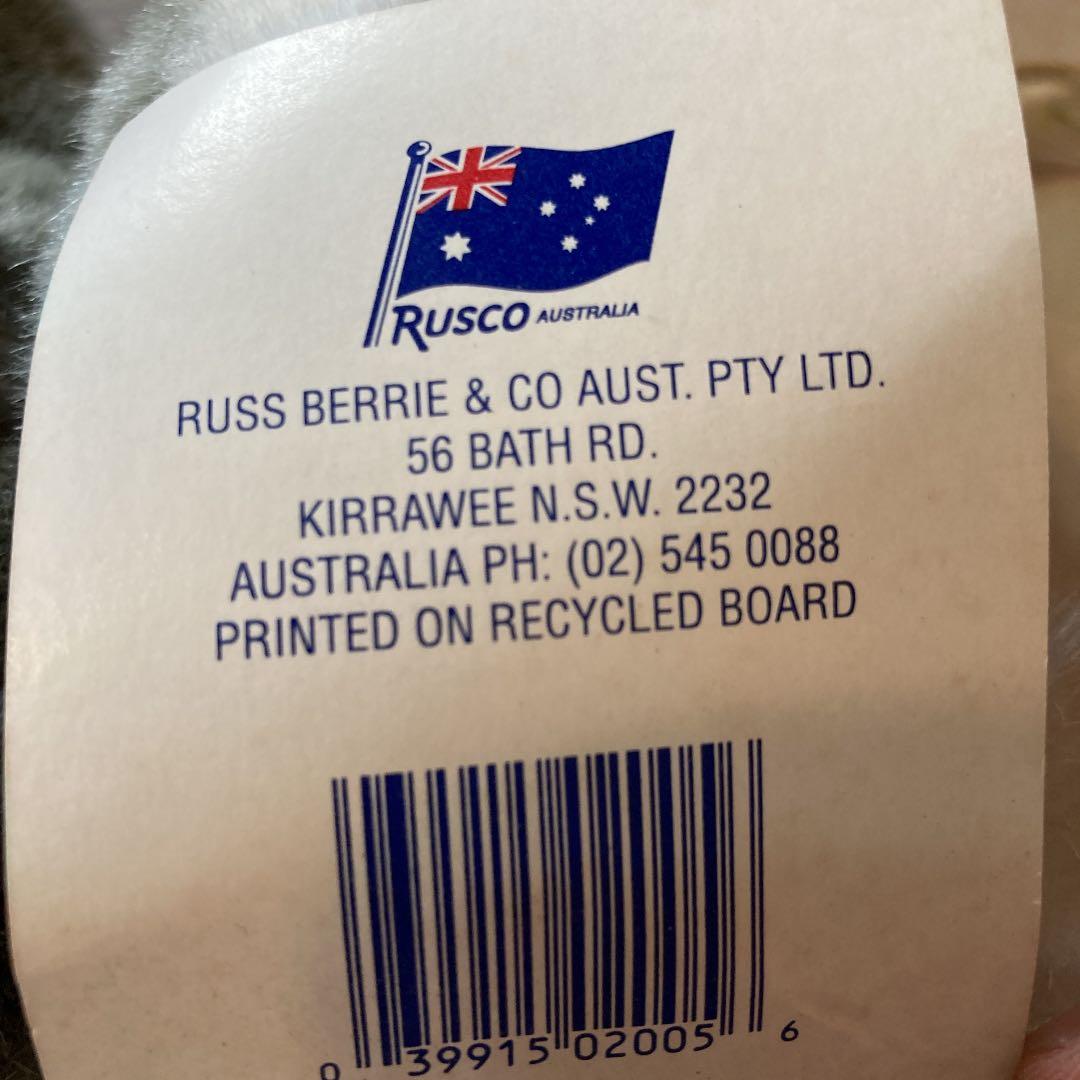 RUSCO AUSTRALIA
RUSS BERRIE & CO AUST. PTY LTD.
56 BATH RD.
KIRRAWEE N.S.W. 2232
AUSTRALIA PH: (02) 545 0088
PRINTED ON RECYCLED BOARD
0 39915 02005 6